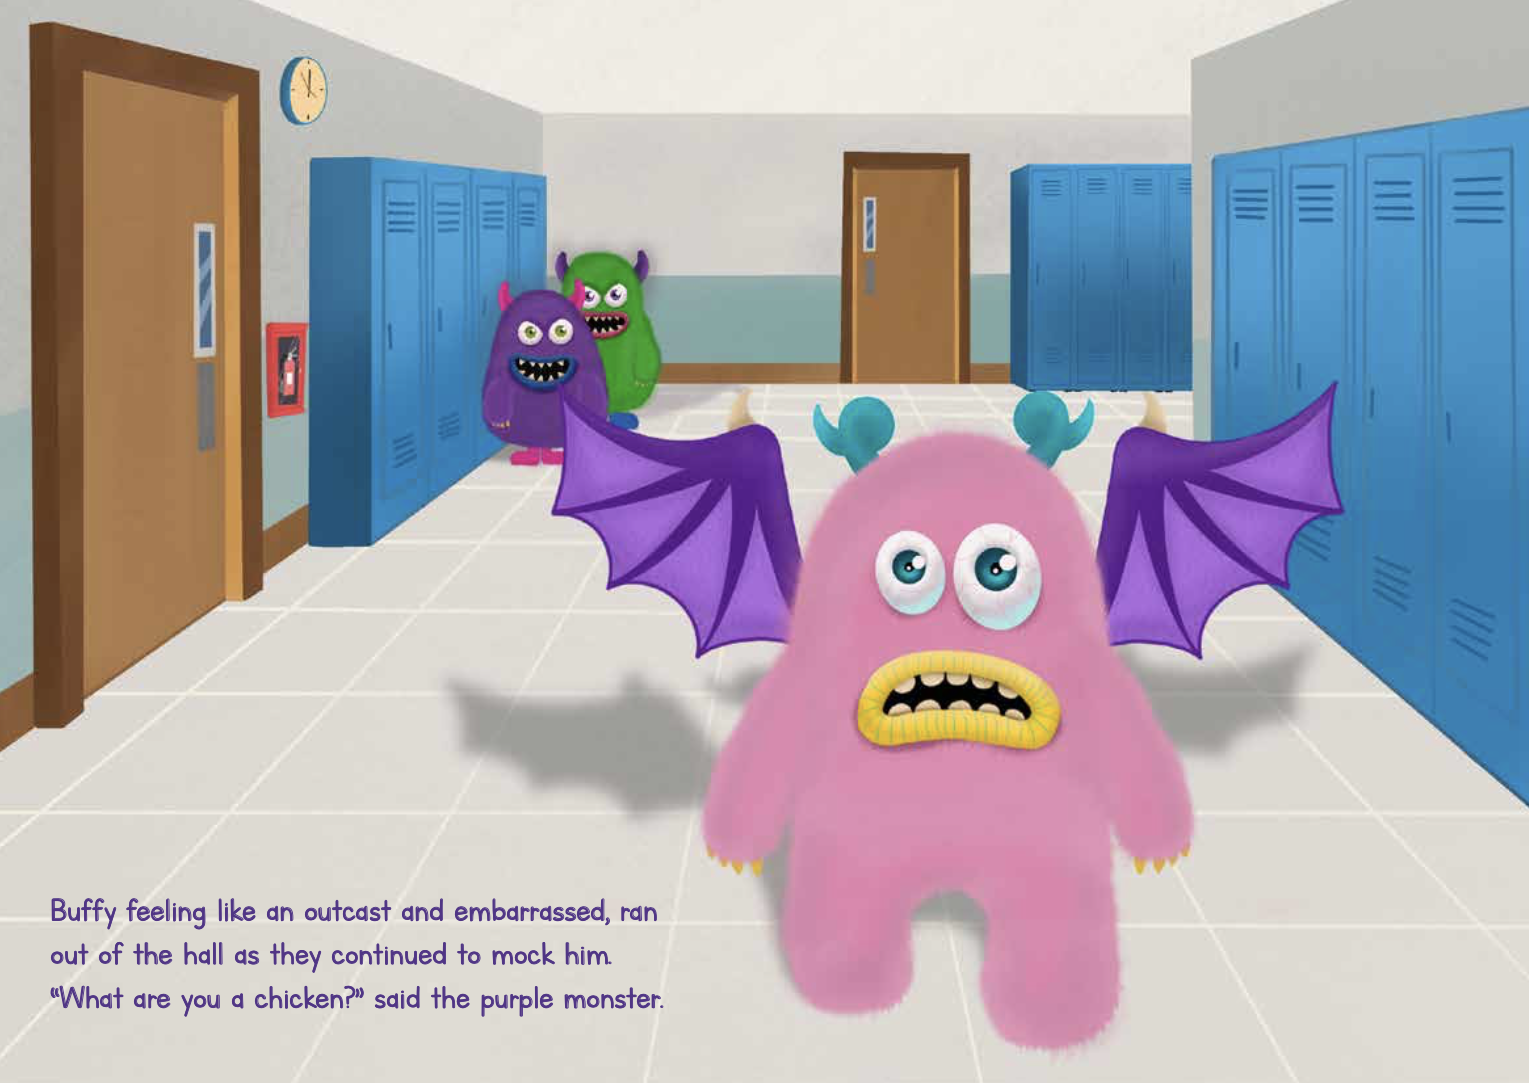 Buffy feeling like an outcast and embarrassed, ran
out of the hall as they continued to mock him.
“What are you a chicken?” said the purple monster.